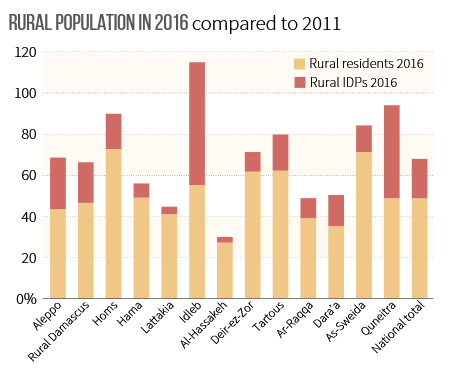 RURAL POPULATION IN 2016 compared to 2011
120
Rural residents 2016
Rural IDPs 2016
100
80
60
40
20
0%
Aleppo
Rural Damascus
Homs
Hama
Lattakia
Idleb
Al-Hassakeh
Deir-ez-Zor
Tartous
Ar-Raqqa
Dara'a
As-Sweida
Quneitra
National total